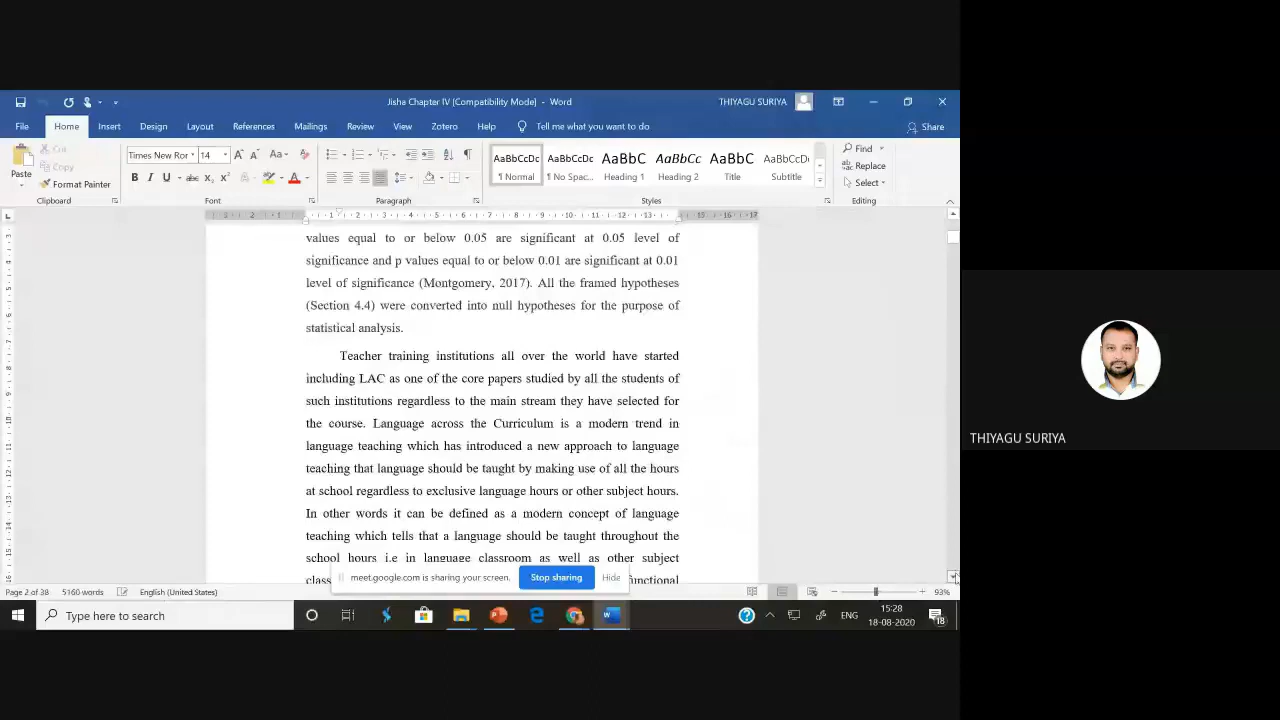 Jisha Chapter IV [Compatibility Mode] - Word
THIYAGU SURIYA
File Home Insert Design Layout References Mailings Review View Zotero Help Tell me what you want to do Share
Paste
Cut
Copy
Format Painter
Clipboard
Times New Ror 14
Font
Paragraph
AaBbCcDc AaBbCcDc AaBbC AaBbCc AaBbC AaBbCcD
¶ Normal ¶ No Spac... Heading 1 Heading 2 Title Subtitle
Styles
Find
Replace
Select
Editing
values equal to or below 0.05 are significant at 0.05 level of
significance and p values equal to or below 0.01 are significant at 0.01
level of significance (Montgomery, 2017). All the framed hypotheses
(Section 4.4) were converted into null hypotheses for the purpose of
statistical analysis.
Teacher training institutions all over the world have started
including LAC as one of the core papers studied by all the students of
such institutions regardless to the main stream they have selected for
the course. Language across the Curriculum is a modern trend in
language teaching which has introduced a new approach to language
teaching that language should be taught by making use of all the hours
at school regardless to exclusive language hours or other subject hours.
In other words it can be defined as a modern concept of language
teaching which tells that a language should be taught throughout the
school hours i.e in language classroom as well as other subject
class functional
meet.google.com is sharing your screen. Stop sharing Hide
Page 2 of 38 5160 words English (United States) 93%
Type here to search
ENG
15:28
18-08-2020
18
THIYAGU SURIYA